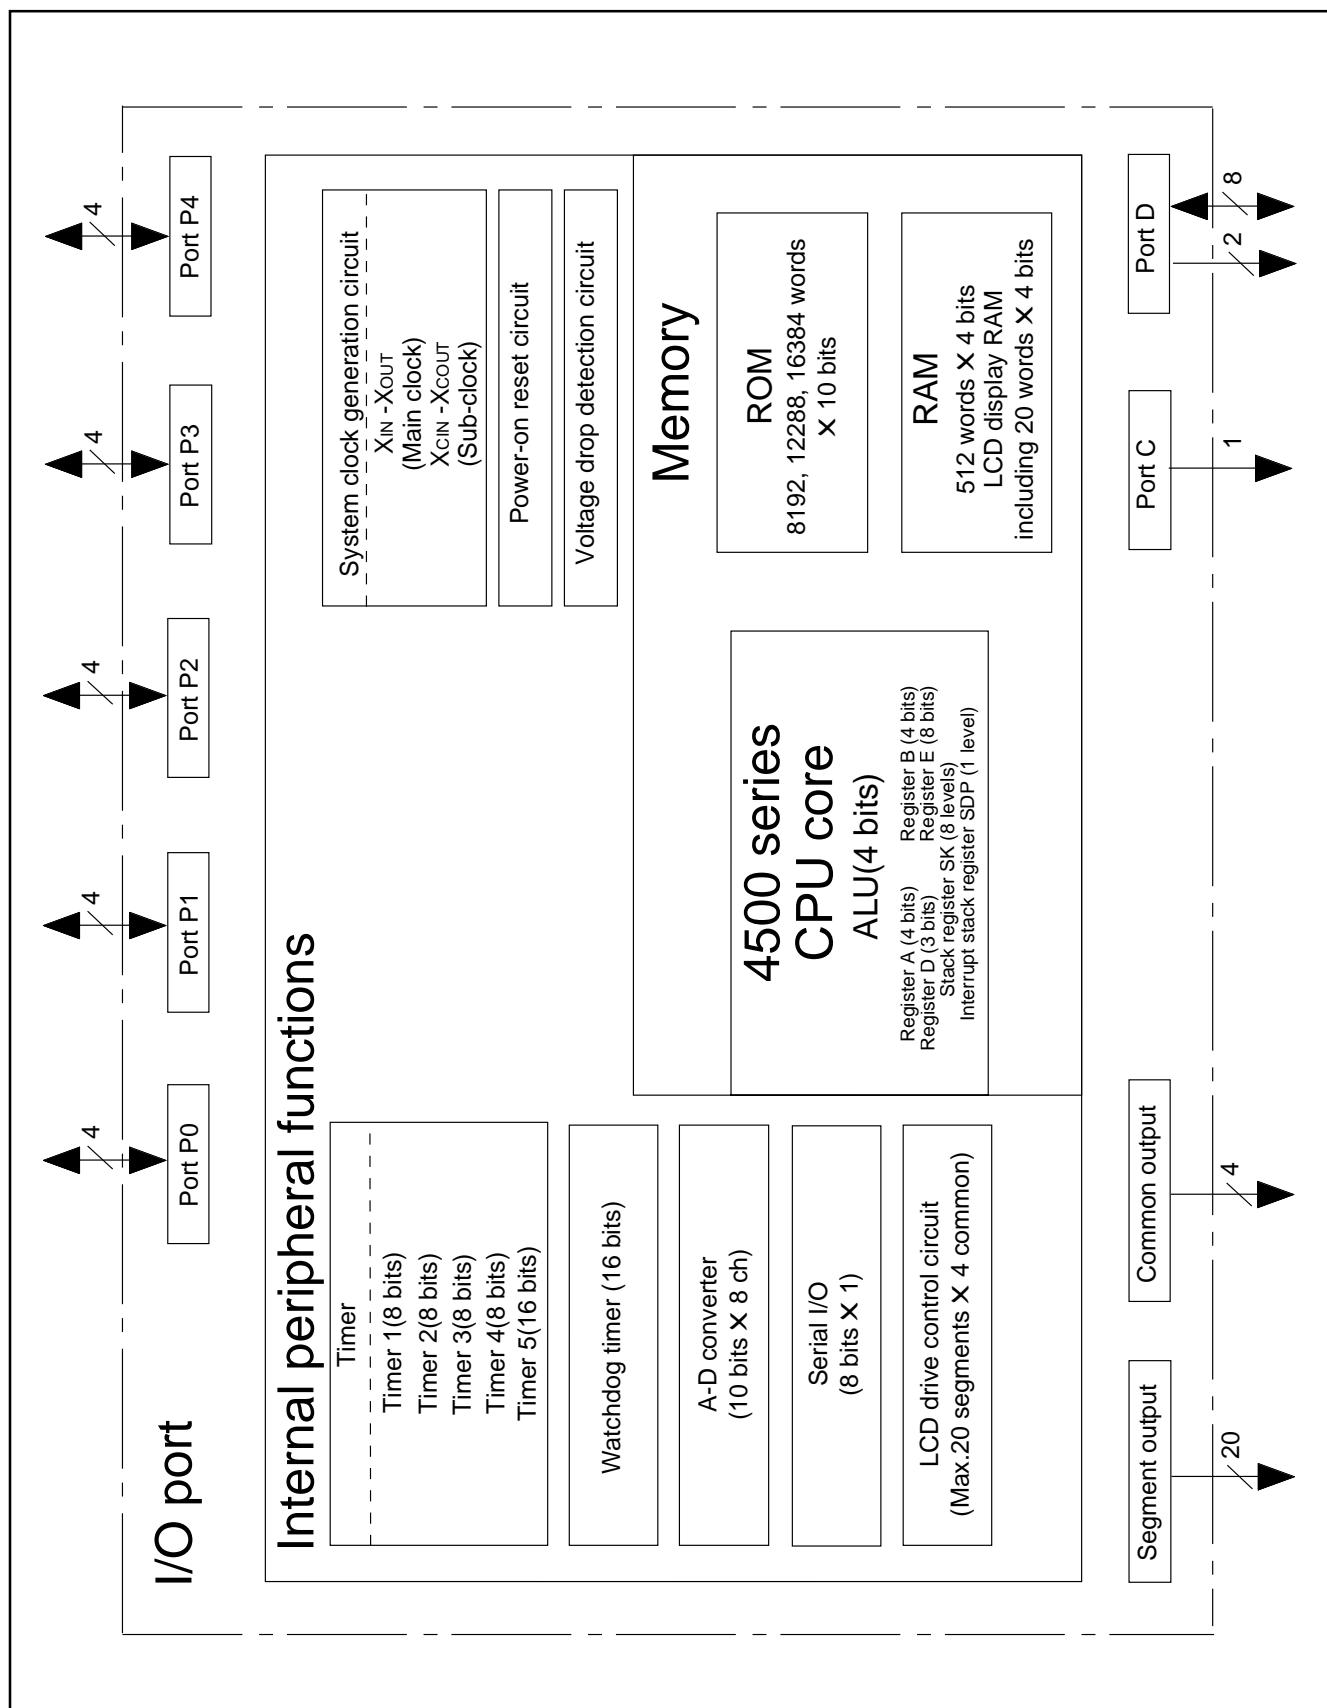 I/O port
4
4
4
4
4
Port P0
Port P1
Port P2
Port P3
Port P4
Internal peripheral functions
Timer
Timer 1(8 bits)
Timer 2(8 bits)
Timer 3(8 bits)
Timer 4(8 bits)
Timer 5(16 bits)
Watchdog timer (16 bits)
A-D converter
(10 bits X 8 ch)
Serial I/O
(8 bits X 1)
LCD drive control circuit
(Max.20 segments X 4 common)
System clock generation circuit
XIN -XOUT
(Main clock)
XCIN -XCOUT
(Sub-clock)
Power-on reset circuit
Voltage drop detection circuit
4500 series
CPU core
ALU(4 bits)
Register A (4 bits) Register B (4 bits)
Register D (3 bits) Register E (8 bits)
Stack register SK (8 levels)
Interrupt stack register SDP (1 level)
Memory
ROM
8192, 12288, 16384 words
X 10 bits
RAM
512 words X 4 bits
LCD display RAM
including 20 words X 4 bits
Segment output
Common output
Port C
Port D
20
4
1
2
8